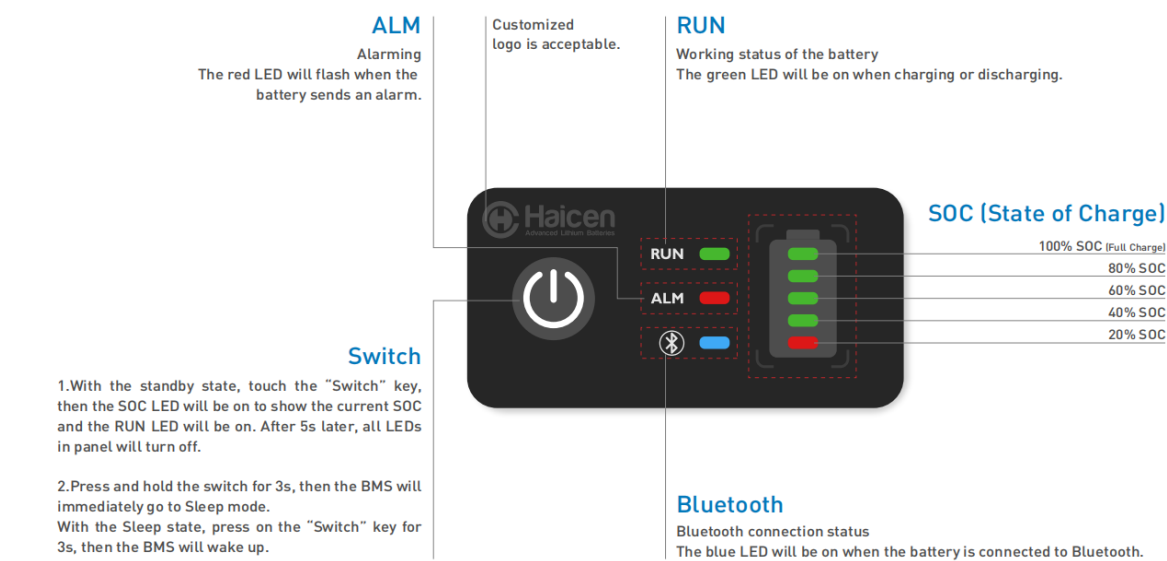 ALM
Alarming
The red LED will flash when the
battery sends an alarm.
Customized
logo is acceptable.
RUN
Working status of the battery
The green LED will be on when charging or discharging.
Haicen
Advanced Lithium Batteries
RUN
ALM
SOC (State of Charge)
100% SOC (Full Charge)
80% SOC
60% SOC
40% SOC
20% SOC
Switch
1.With the standby state, touch the “Switch” key,
then the SOC LED will be on to show the current SOC
and the RUN LED will be on. After 5s later, all LEDs
in panel will turn off.
2.Press and hold the switch for 3s, then the BMS will
immediately go to Sleep mode.
With the Sleep state, press on the “Switch” key for
3s, then the BMS will wake up.
Bluetooth
Bluetooth connection status
The blue LED will be on when the battery is connected to Bluetooth.